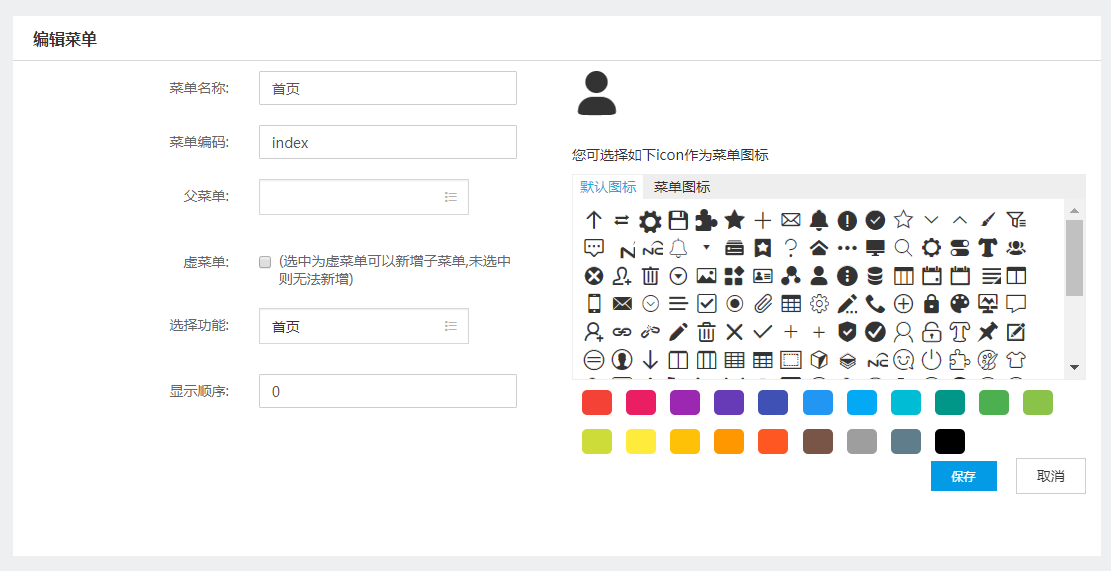 编辑菜单
菜单名称: 首页
菜单编码: index
父菜单:
虚菜单: (选中为虚菜单可以新增子菜单,未选中
则无法新增)
选择功能: 首页
显示顺序: 0
您可选择如下icon作为菜单图标
默认图标 菜单图标
保存 取消